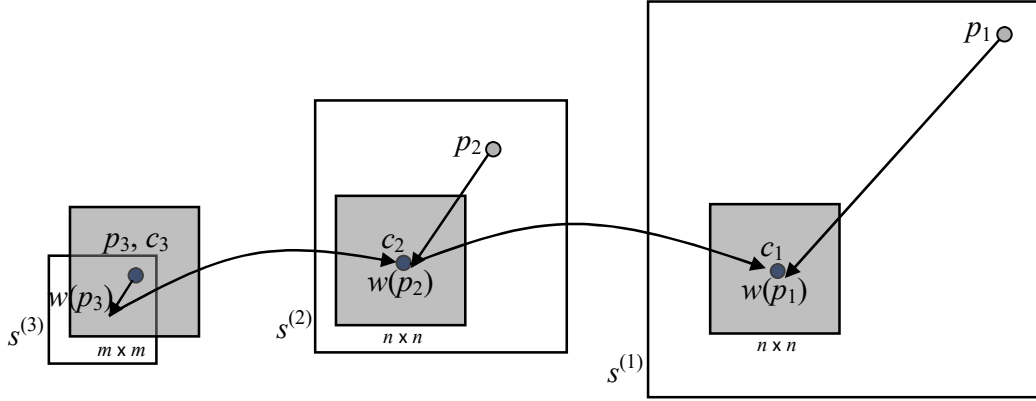 p₃, c₃
w(p₃)
s⁽³⁾
m x m
p₂
c₂
w(p₂)
s⁽²⁾
n x n
p₁
c₁
w(p₁)
s⁽¹⁾
n x n